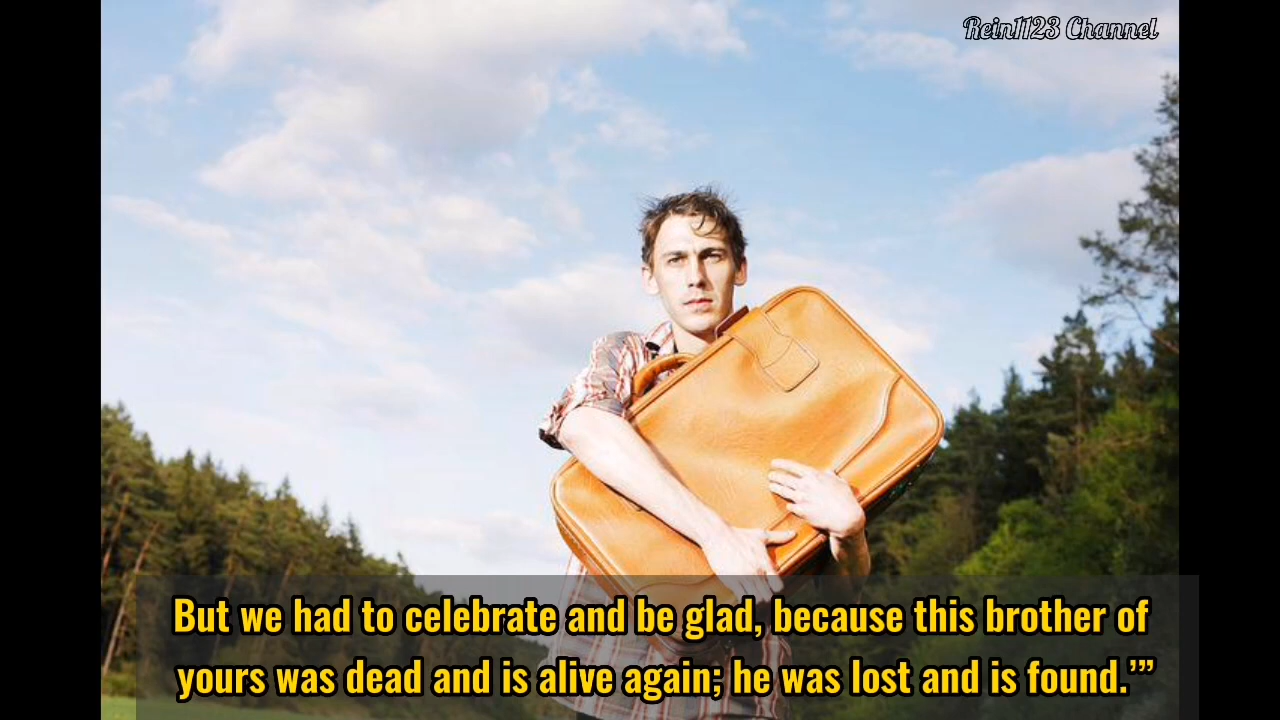 Rein1123 Channel
But we had to celebrate and be glad, because this brother of
yours was dead and is alive again; he was lost and is found.’”